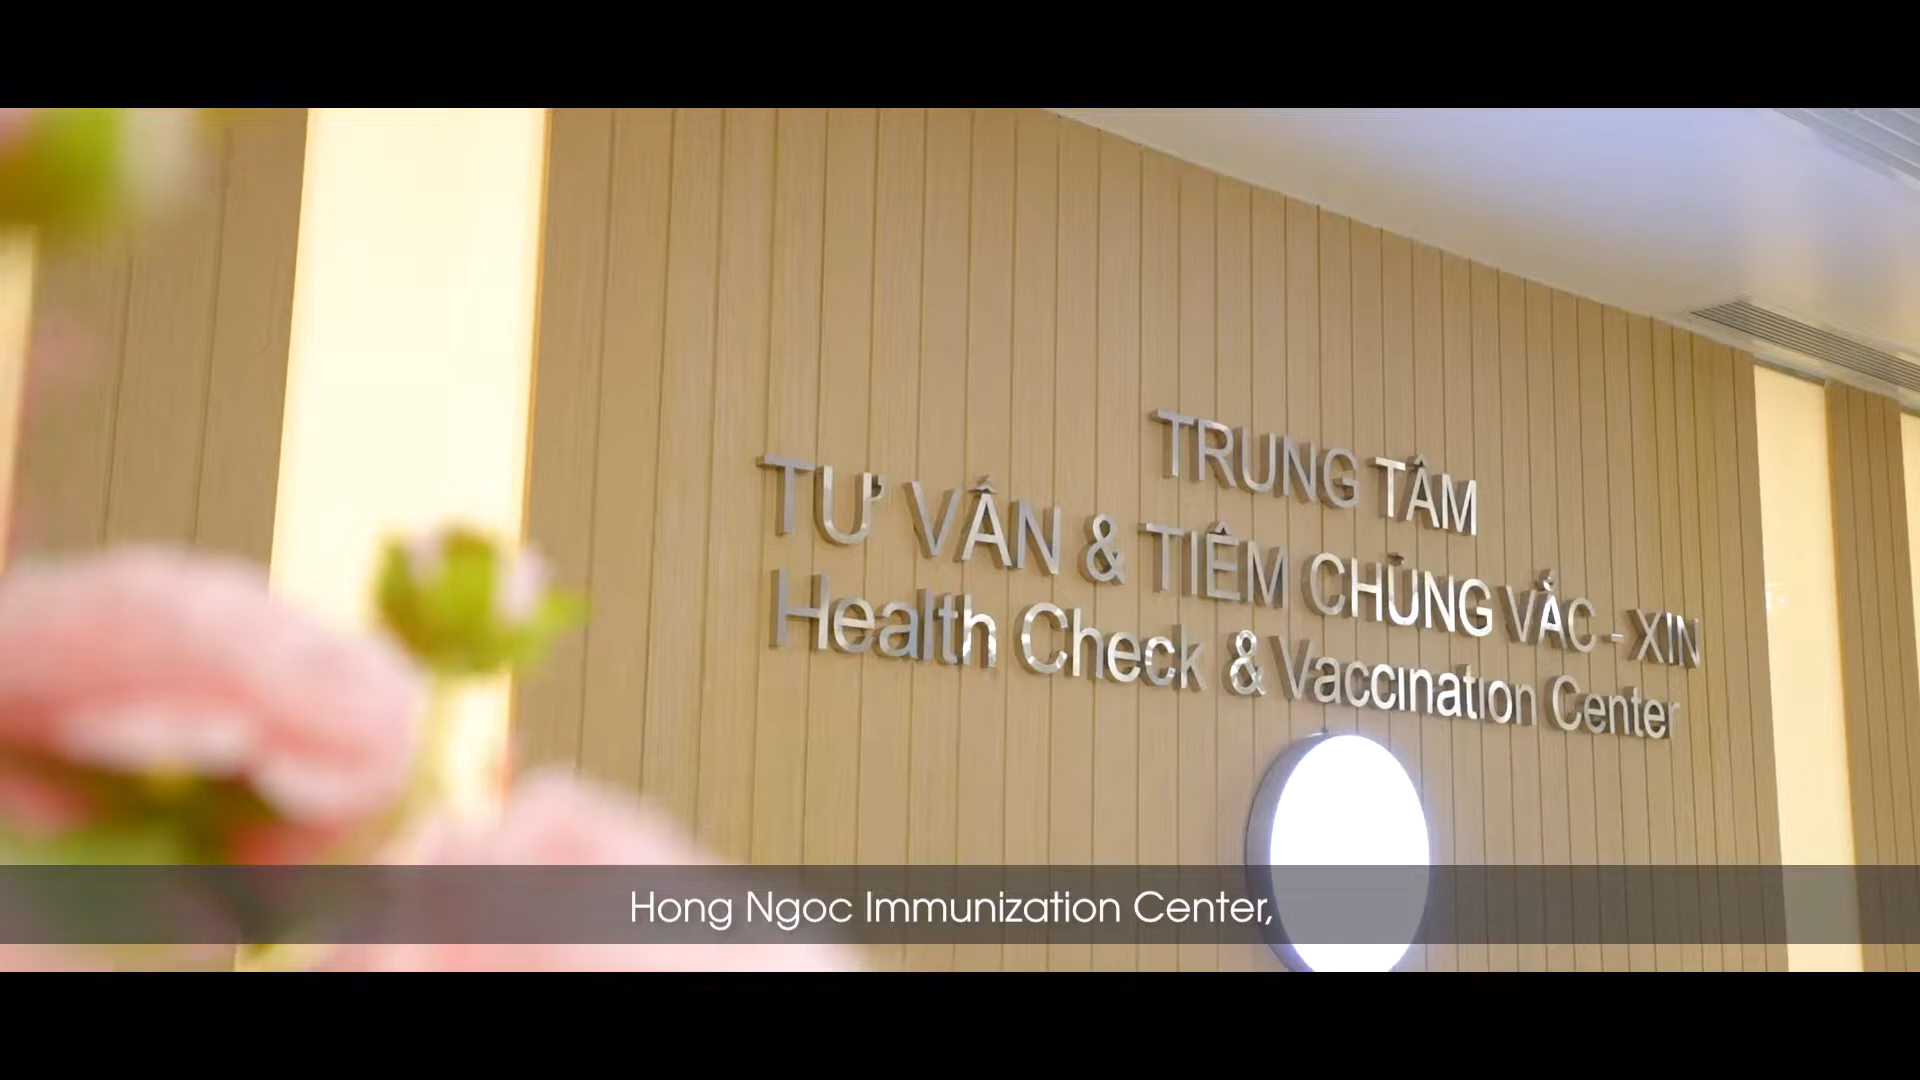 TRUNG TÂM
TƯ VẤN & TIÊM CHỦNG VẮC - XIN
Health Check & Vaccination Center
Hong Ngoc Immunization Center,